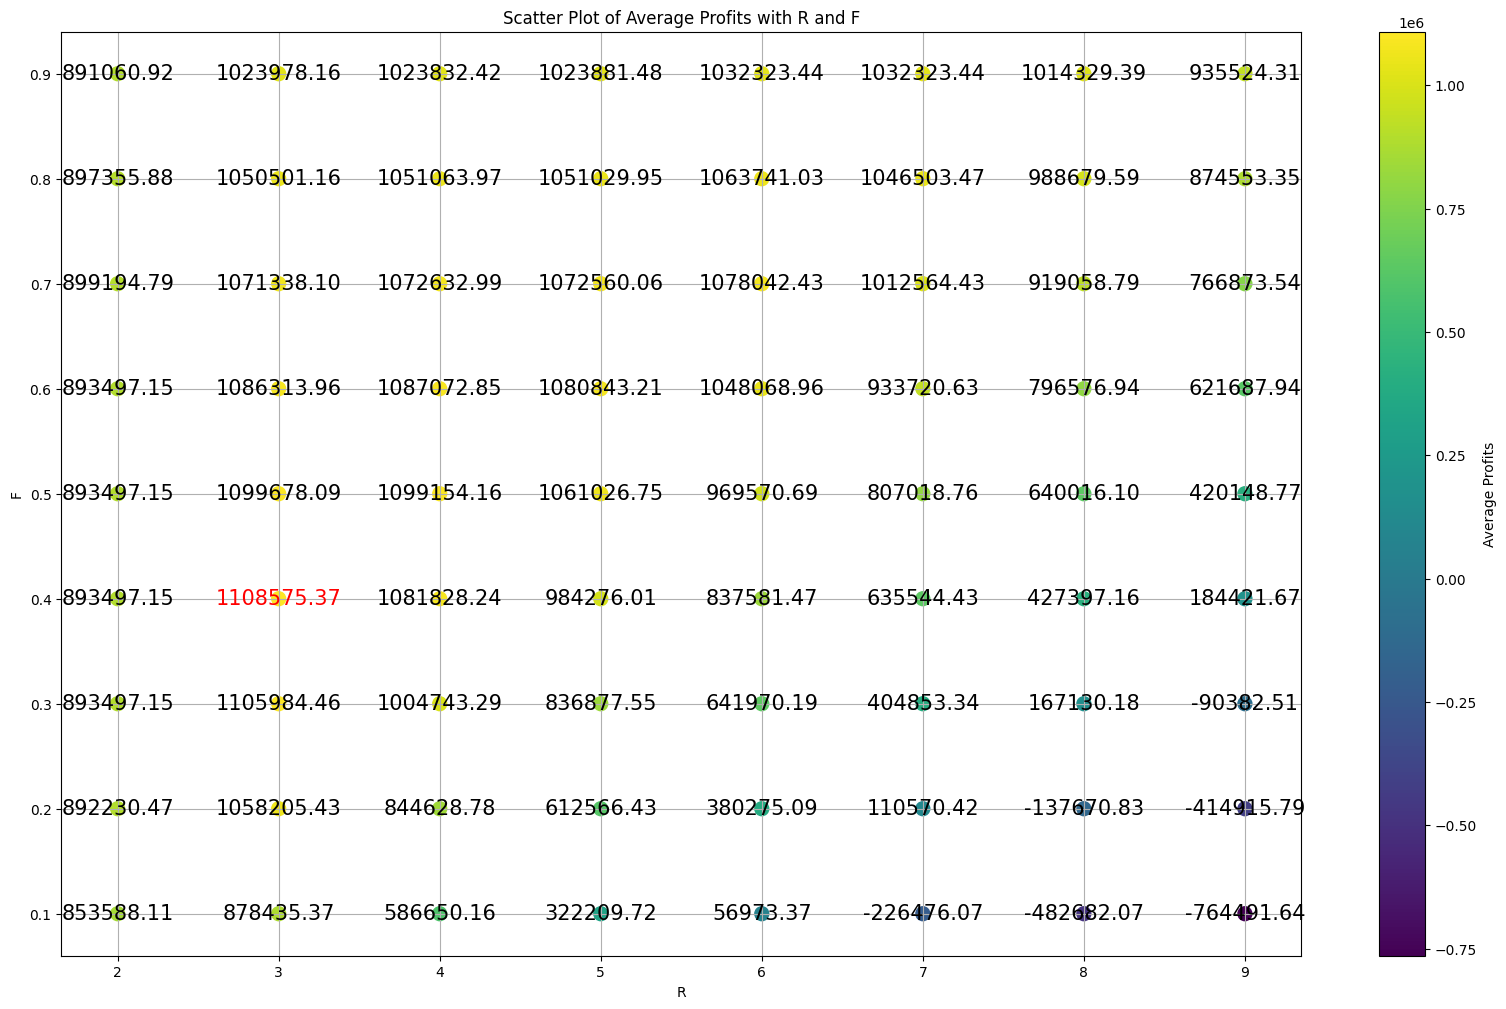 Scatter Plot of Average Profits with R and F
1e6
0.9 891060.92 1023978.16 1023832.42 1023881.48 1032323.44 1032323.44 1014329.39 935524.31
1.00
0.8 897355.88 1050501.16 1051063.97 1051029.95 1063741.03 1046503.47 988679.59 874553.35
0.75
0.7 899194.79 1071338.10 1072632.99 1072560.06 1078042.43 1012564.43 919058.79 766873.54
0.50
0.6 893497.15 1086313.96 1087072.85 1080843.21 1048068.96 933720.63 796576.94 621687.94
0.25
F
0.5 893497.15 1099678.09 1099154.16 1061026.75 969570.69 807018.76 640016.10 420148.77
Average Profits
0.00
0.4 893497.15 1108575.37 1081828.24 984276.01 837581.47 635544.43 427397.16 184421.67
0.3 893497.15 1105984.46 1004743.29 836877.55 641970.19 404853.34 167130.18 -90382.51
−0.25
0.2 892230.47 1058205.43 844628.78 612566.43 380275.09 110570.42 -137670.83 -414915.79
−0.50
0.1 853588.11 878435.37 586650.16 322209.72 56973.37 -226476.07 -482682.07 -764491.64
−0.75
2 3 4 5 6 7 8 9
R